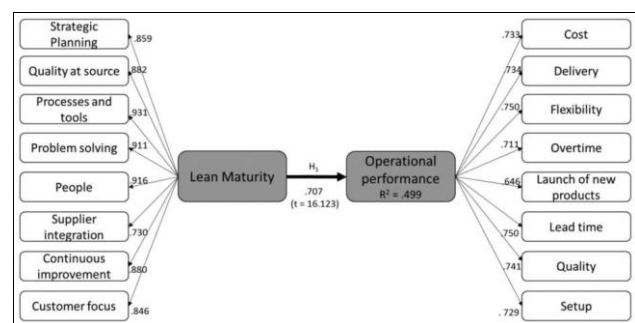 Strategic
Planning
.859
Quality at source
.882
Processes and
tools
.931
Problem solving
.911
People
.916
Supplier
integration
.730
Continuous
improvement
.880
Customer focus
.846
Lean Maturity
H1
.707
(t = 16.123)
Operational
performance
R² = .499
.733
Cost
.734
Delivery
.750
Flexibility
.711
Overtime
.646
Launch of new
products
.750
Lead time
.741
Quality
.729
Setup